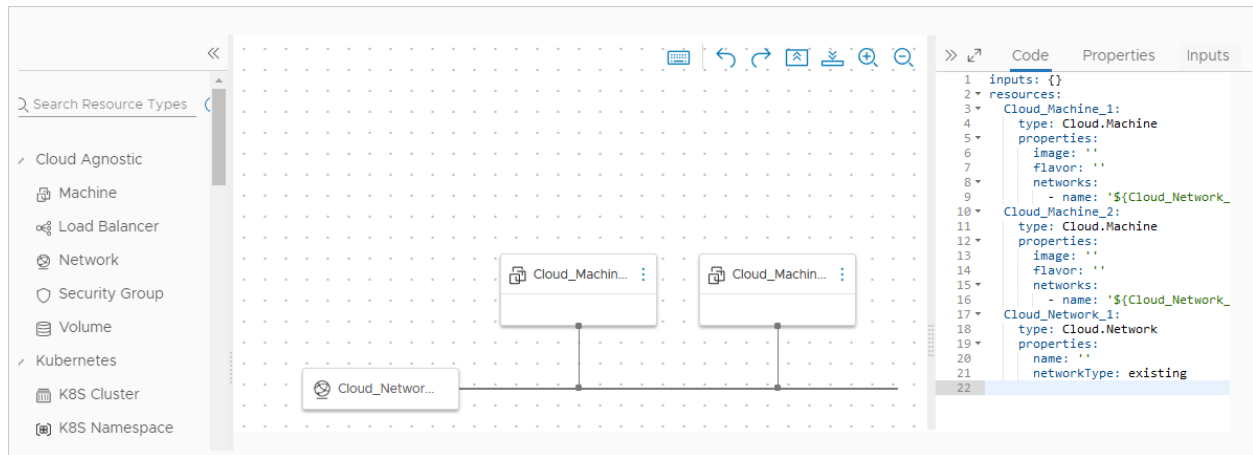 Search Resource Types
Cloud Agnostic
Machine
Load Balancer
Network
Security Group
Volume
Kubernetes
K8S Cluster
K8S Namespace
Cloud_Machin...
Cloud_Machin...
Cloud_Networ...
Code Properties Inputs
1 inputs: {}
2 resources:
3 Cloud_Machine_1:
4 type: Cloud.Machine
5 properties:
6 image: ''
7 flavor: ''
8 networks:
9 - name: '${Cloud_Network_
10 Cloud_Machine_2:
11 type: Cloud.Machine
12 properties:
13 image: ''
14 flavor: ''
15 networks:
16 - name: '${Cloud_Network_
17 Cloud_Network_1:
18 type: Cloud.Network
19 properties:
20 name: ''
21 networkType: existing
22